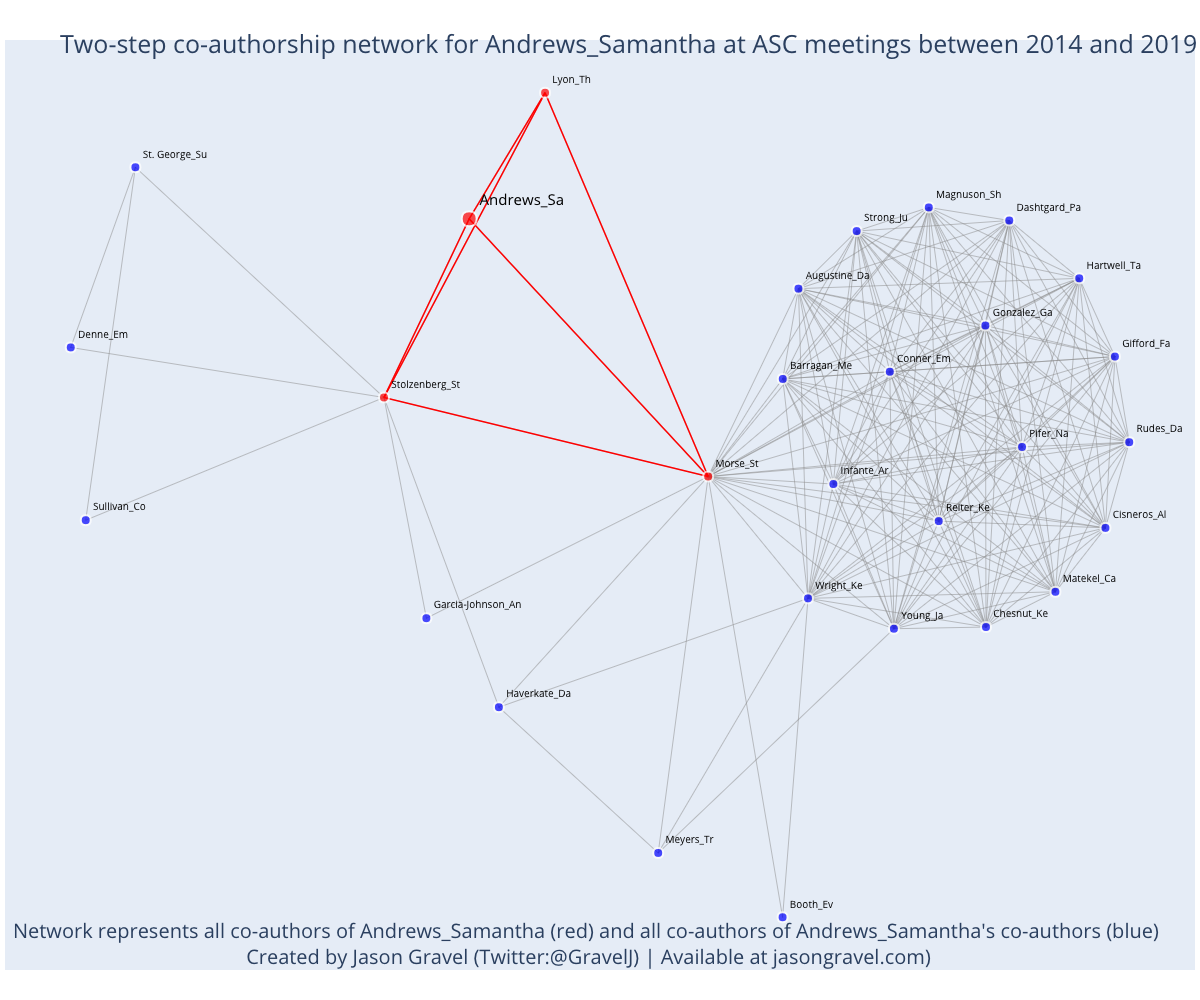 Two-step co-authorship network for Andrews_Samantha at ASC meetings between 2014 and 2019
Lyon_Th
St. George_Su
Andrews_Sa
Magnuson_Sh
Dashtgard_Pa
Strong_Ju
Hartwell_Ta
Augustine_Da
Gonzalez_Ga
Denne_Em
Gifford_Fa
Conner_Em
Barragan_Me
Stolzenberg_St
Rudes_Da
Pifer_Na
Morse_St
Infante_Ar
Sullivan_Co
Reiter_Ke
Cisneros_Al
Matekel_Ca
Wright_Ke
Garcia-Johnson_An
Young_Ja
Chesnut_Ke
Haverkate_Da
Meyers_Tr
Booth_Ev
Network represents all co-authors of Andrews_Samantha (red) and all co-authors of Andrews_Samantha's co-authors (blue)
Created by Jason Gravel (Twitter:@GravelJ) | Available at jasongravel.com)